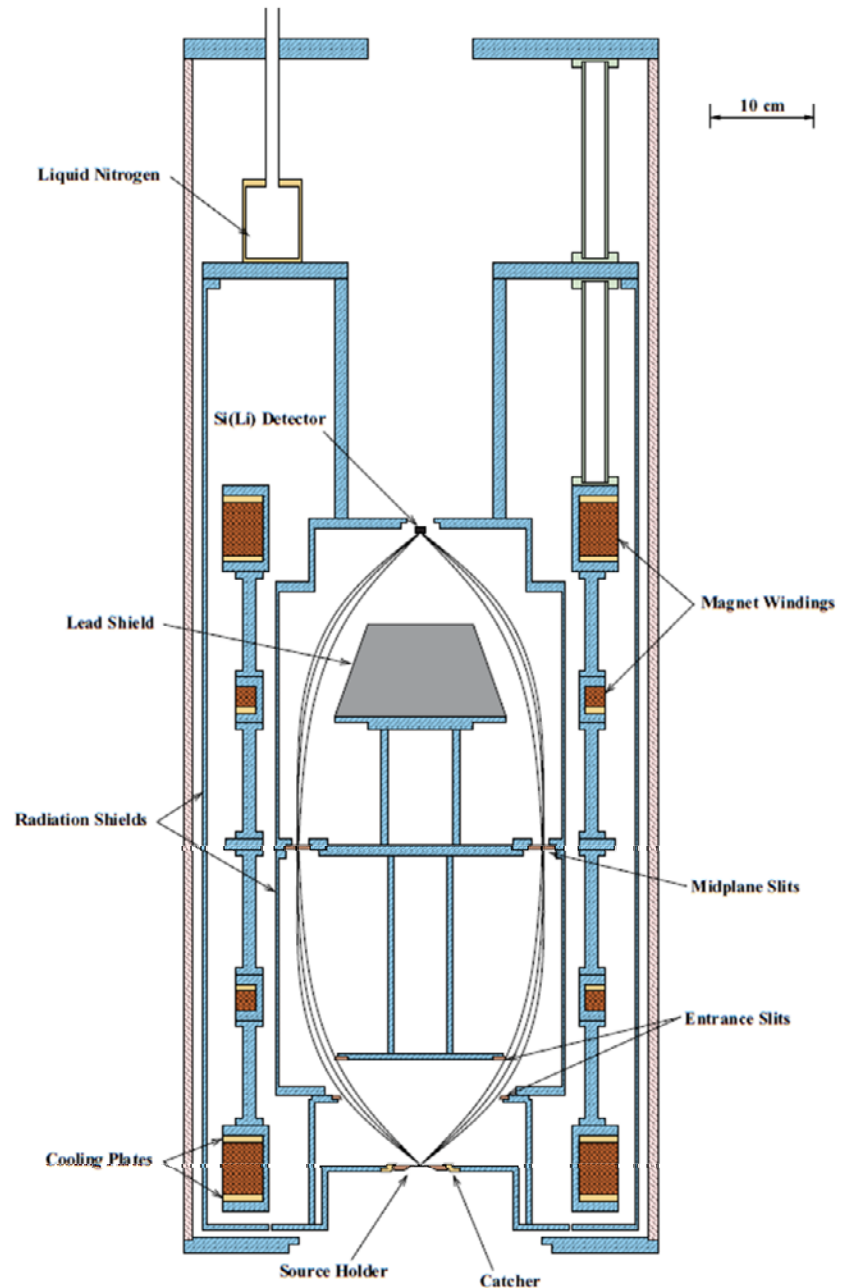 10 cm
Liquid Nitrogen
Si(Li) Detector
Magnet Windings
Lead Shield
Radiation Shields
Midplane Slits
Entrance Slits
Cooling Plates
Source Holder
Catcher